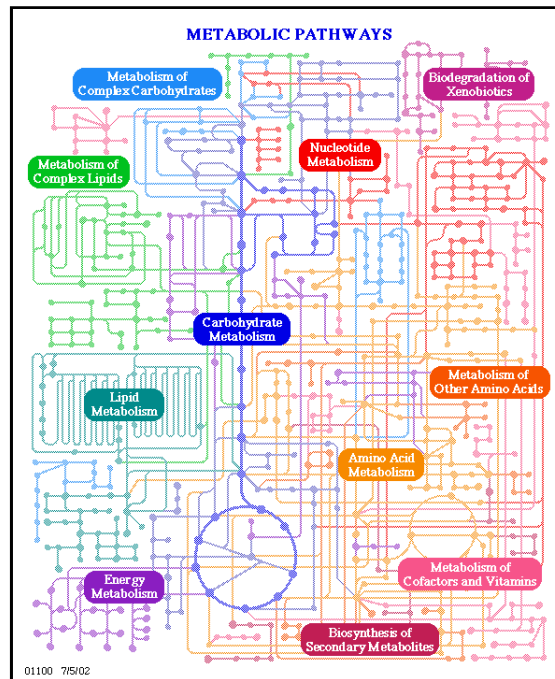 METABOLIC PATHWAYS
Metabolism of
Complex Carbohydrates
Biodegradation of
Xenobiotics
Nucleotide
Metabolism
Metabolism of
Complex Lipids
Carbohydrate
Metabolism
Metabolism of
Other Amino Acids
Lipid
Metabolism
Amino Acid
Metabolism
Energy
Metabolism
Metabolism of
Cofactors and Vitamins
Biosynthesis of
Secondary Metabolites
01100 7/5/02